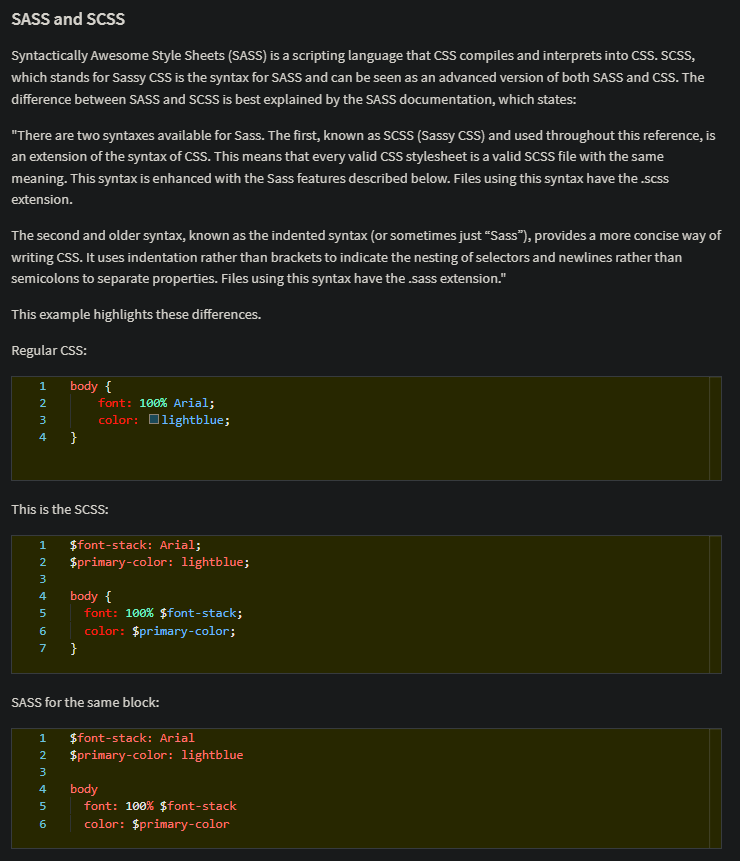 SASS and SCSS
Syntactically Awesome Style Sheets (SASS) is a scripting language that CSS compiles and interprets into CSS. SCSS,
which stands for Sassy CSS is the syntax for SASS and can be seen as an advanced version of both SASS and CSS. The
difference between SASS and SCSS is best explained by the SASS documentation, which states:
"There are two syntaxes available for Sass. The first, known as SCSS (Sassy CSS) and used throughout this reference, is
an extension of the syntax of CSS. This means that every valid CSS stylesheet is a valid SCSS file with the same
meaning. This syntax is enhanced with the Sass features described below. Files using this syntax have the .scss
extension.
The second and older syntax, known as the indented syntax (or sometimes just “Sass”), provides a more concise way of
writing CSS. It uses indentation rather than brackets to indicate the nesting of selectors and newlines rather than
semicolons to separate properties. Files using this syntax have the .sass extension."
This example highlights these differences.
Regular CSS:
1 body {
2     font: 100% Arial;
3     color: lightblue;
4 }
This is the SCSS:
1 $font-stack: Arial;
2 $primary-color: lightblue;
3
4 body {
5   font: 100% $font-stack;
6   color: $primary-color;
7 }
SASS for the same block:
1 $font-stack: Arial
2 $primary-color: lightblue
3
4 body
5   font: 100% $font-stack
6   color: $primary-color